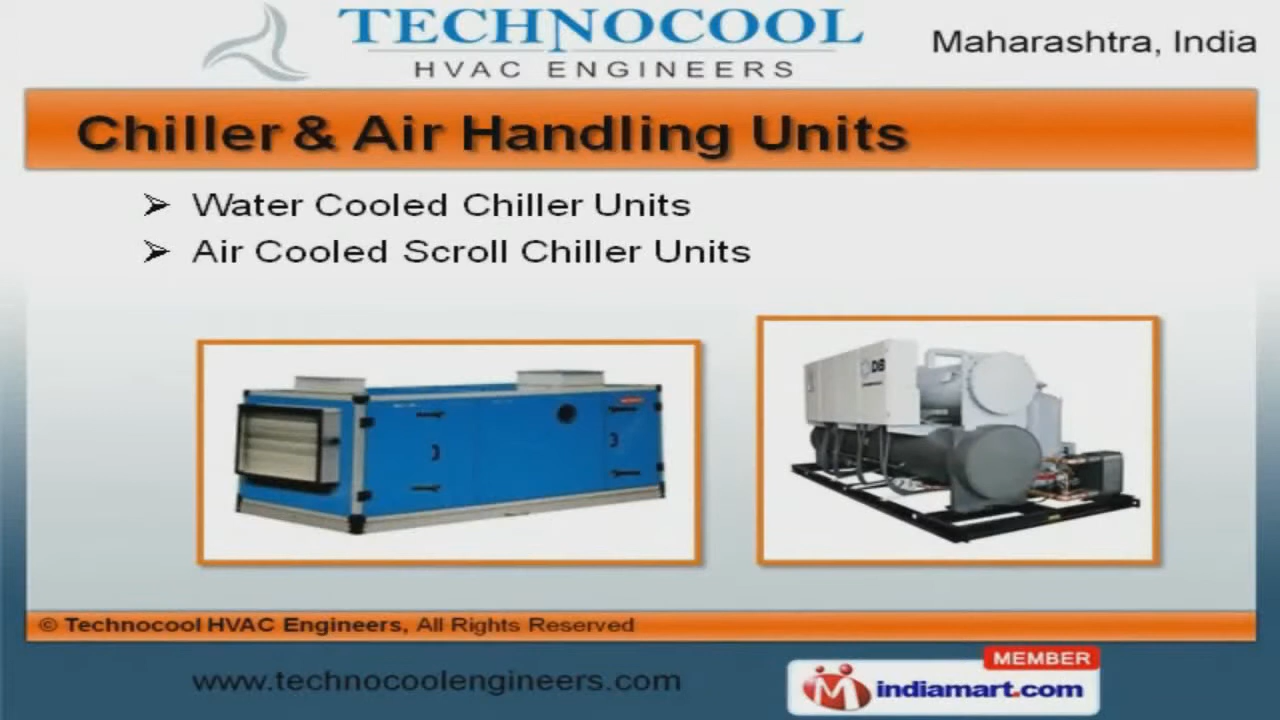 TECHNOCOOL
HVAC ENGINEERS
Maharashtra, India
Chiller & Air Handling Units
➢ Water Cooled Chiller Units
➢ Air Cooled Scroll Chiller Units
© Technocool HVAC Engineers, All Rights Reserved
www.technocoolengineers.com
MEMBER
indiamart.com